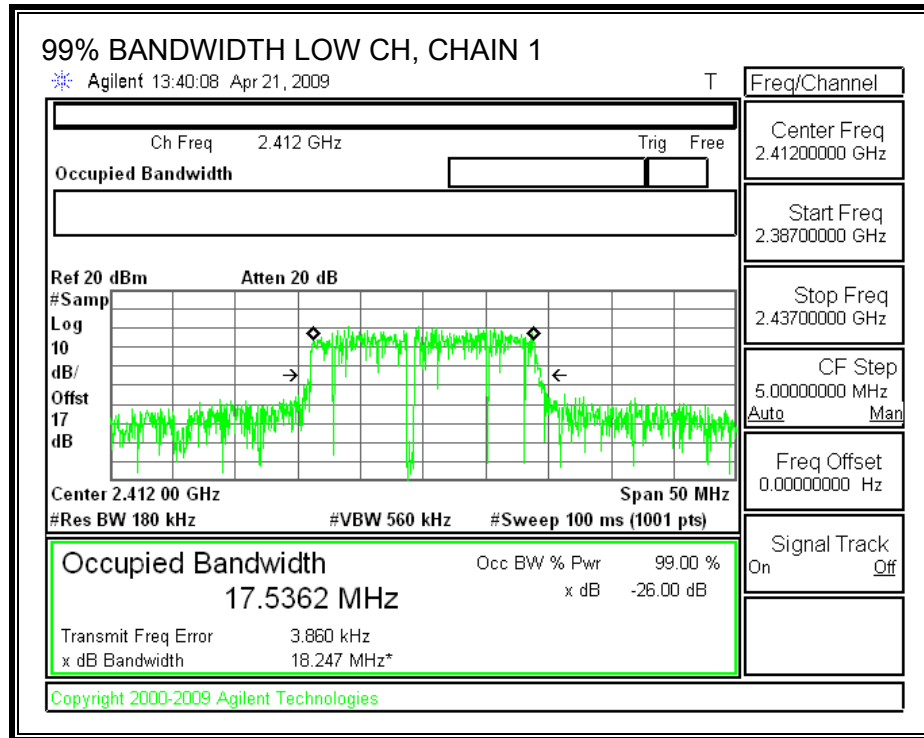 99% BANDWIDTH LOW CH, CHAIN 1
Agilent 13:40:08 Apr 21, 2009 T
Freq/Channel
Ch Freq 2.412 GHz Trig Free
Occupied Bandwidth
Center Freq
2.41200000 GHz
Start Freq
2.38700000 GHz
Stop Freq
2.43700000 GHz
CF Step
5.00000000 MHz
Auto Man
Freq Offset
0.00000000 Hz
Signal Track
On Off
Ref 20 dBm Atten 20 dB
#Samp
Log
10
dB/
Offst
17
dB
Center 2.412 00 GHz Span 50 MHz
#Res BW 180 kHz #VBW 560 kHz #Sweep 100 ms (1001 pts)
Occupied Bandwidth Occ BW % Pwr 99.00 %
17.5362 MHz x dB -26.00 dB
Transmit Freq Error 3.860 kHz
x dB Bandwidth 18.247 MHz*
Copyright 2000-2009 Agilent Technologies